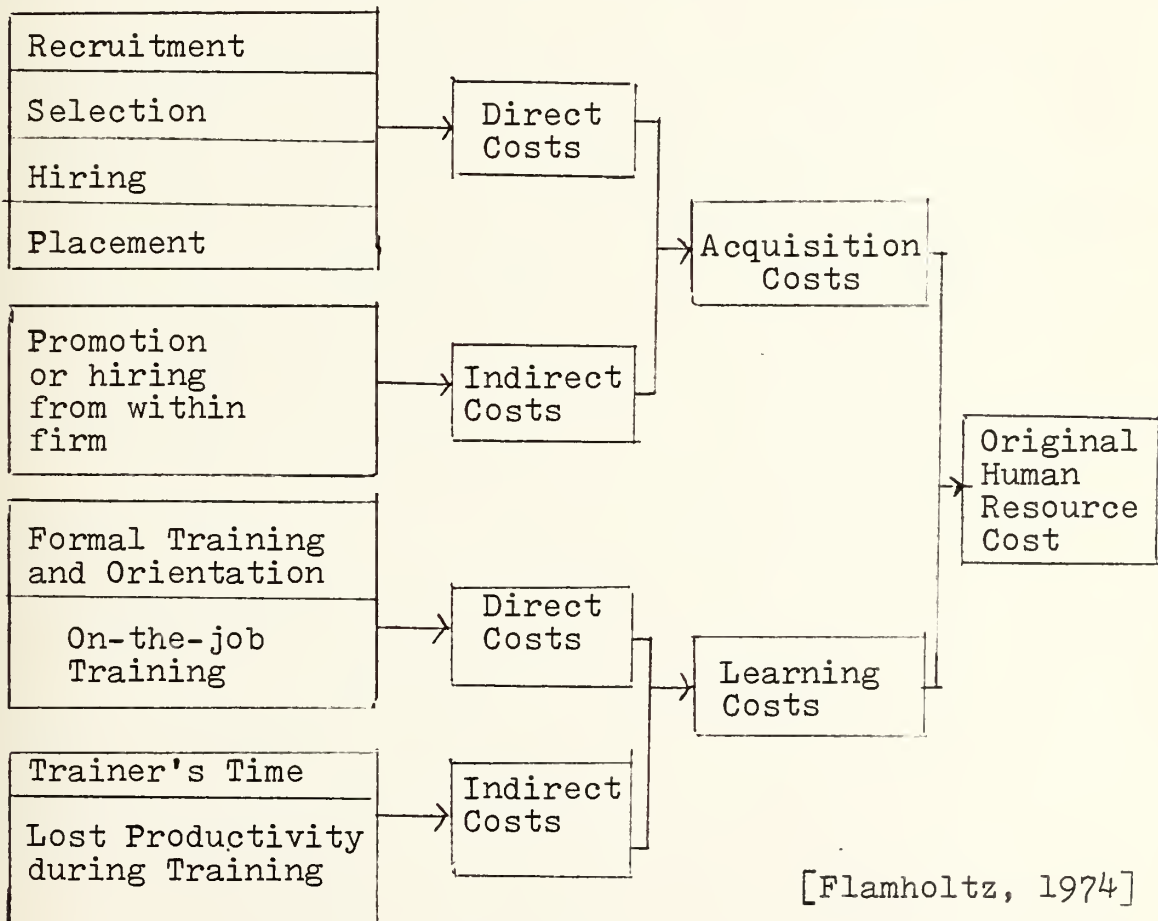 Recruitment
Selection
Hiring
Placement
Direct
Costs
Promotion
or hiring
from within
firm
Indirect
Costs
Acquisition
Costs
Formal Training
and Orientation
On-the-job
Training
Direct
Costs
Trainer's Time
Lost Productivity
during Training
Indirect
Costs
Learning
Costs
Original
Human
Resource
Cost
[Flamholtz, 1974]